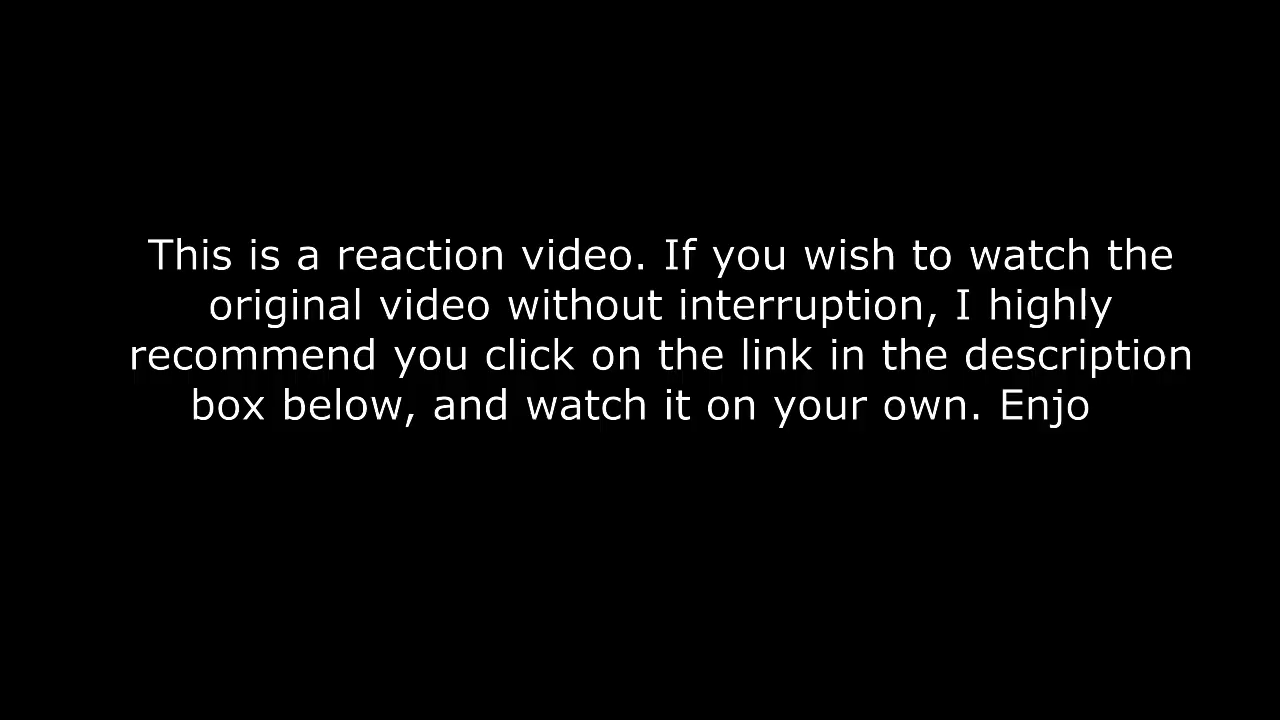 This is a reaction video. If you wish to watch the
original video without interruption, I highly
recommend you click on the link in the description
box below, and watch it on your own. Enjo